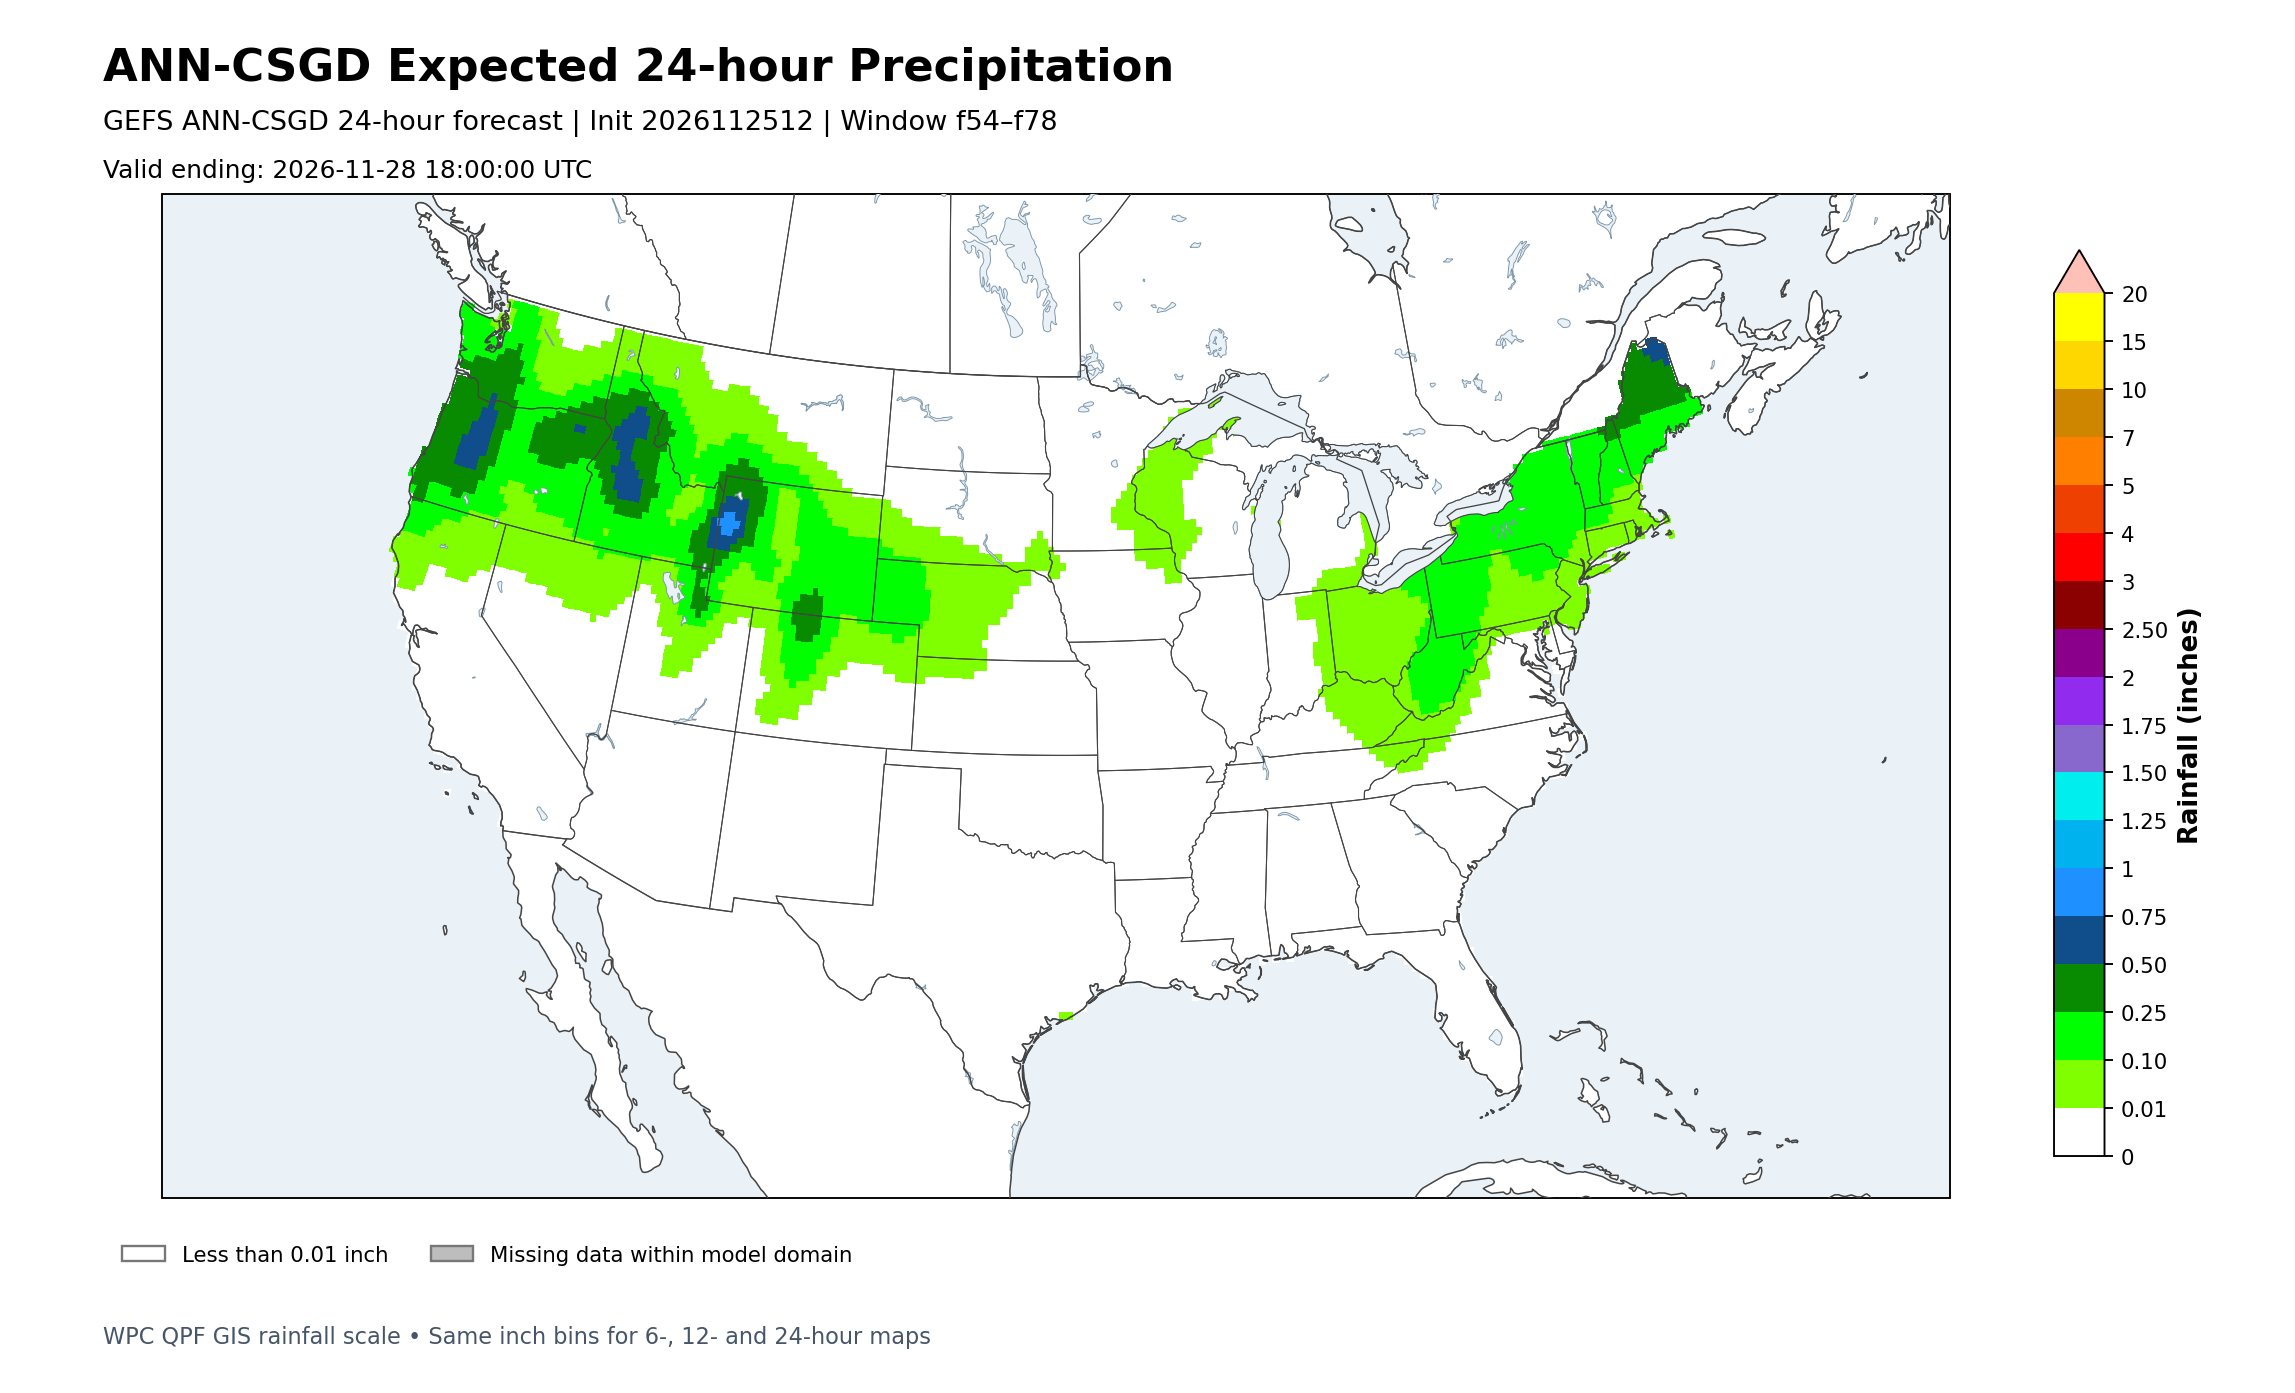 ANN-CSGD Expected 24-hour Precipitation
GEFS ANN-CSGD 24-hour forecast | Init 2026112512 | Window f54–f78
Valid ending: 2026-11-28 18:00:00 UTC
20
15
10
7
5
4
3
2.50
2
1.75
1.50
1.25
1
0.75
0.50
0.25
0.10
0.01
0
Rainfall (inches)
Less than 0.01 inch
Missing data within model domain
WPC QPF GIS rainfall scale • Same inch bins for 6-, 12- and 24-hour maps